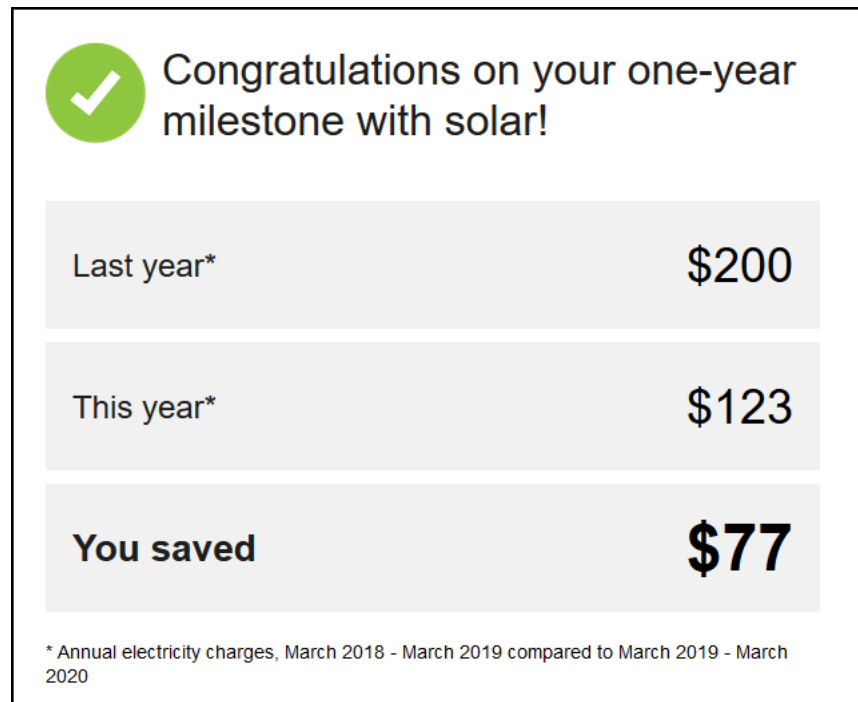 Congratulations on your one-year
milestone with solar!
Last year* $200
This year* $123
You saved $77
* Annual electricity charges, March 2018 - March 2019 compared to March 2019 - March
2020